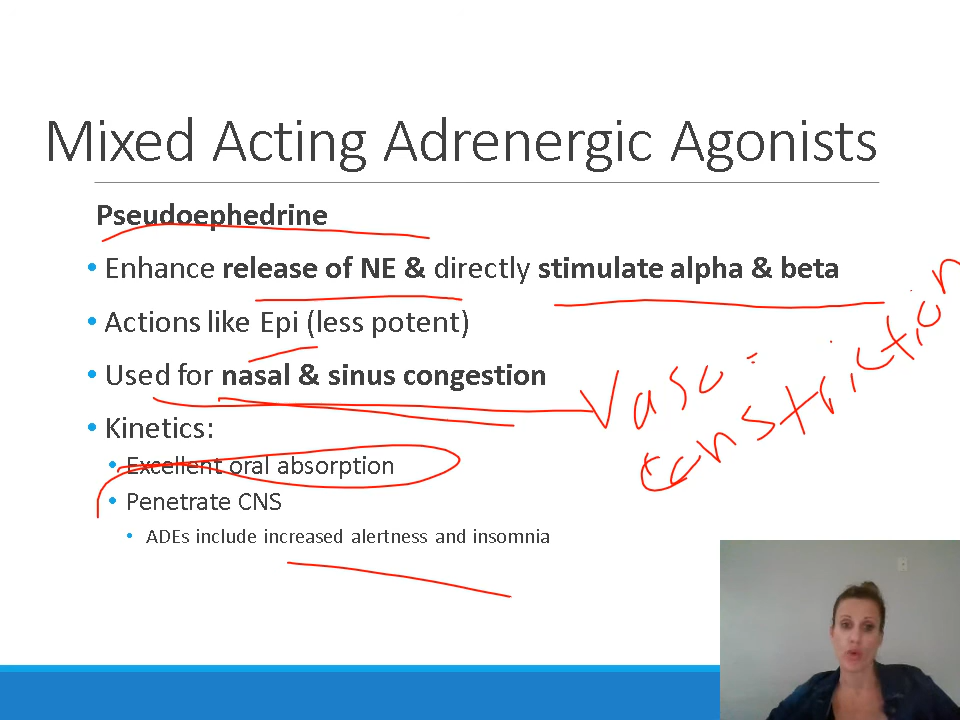 Mixed Acting Adrenergic Agonists
Pseudoephedrine
• Enhance release of NE & directly stimulate alpha & beta
• Actions like Epi (less potent)
• Used for nasal & sinus congestion
Vaso-
constriction
• Kinetics:
• Excellent oral absorption
• Penetrate CNS
• ADEs include increased alertness and insomnia